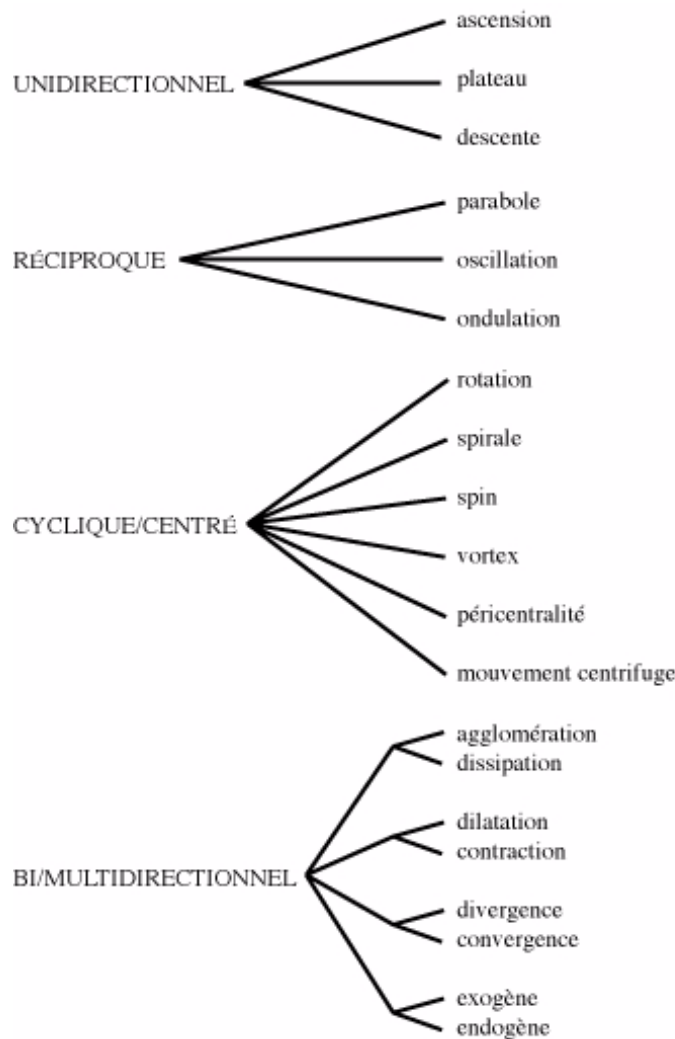 UNIDIRECTIONNEL
ascension
plateau
descente
RÉCIPROQUE
parabole
oscillation
ondulation
CYCLIQUE/CENTRÉ
rotation
spirale
spin
vortex
péricentralité
mouvement centrifuge
BI/MULTIDIRECTIONNEL
agglomération
dissipation
dilatation
contraction
divergence
convergence
exogène
endogène